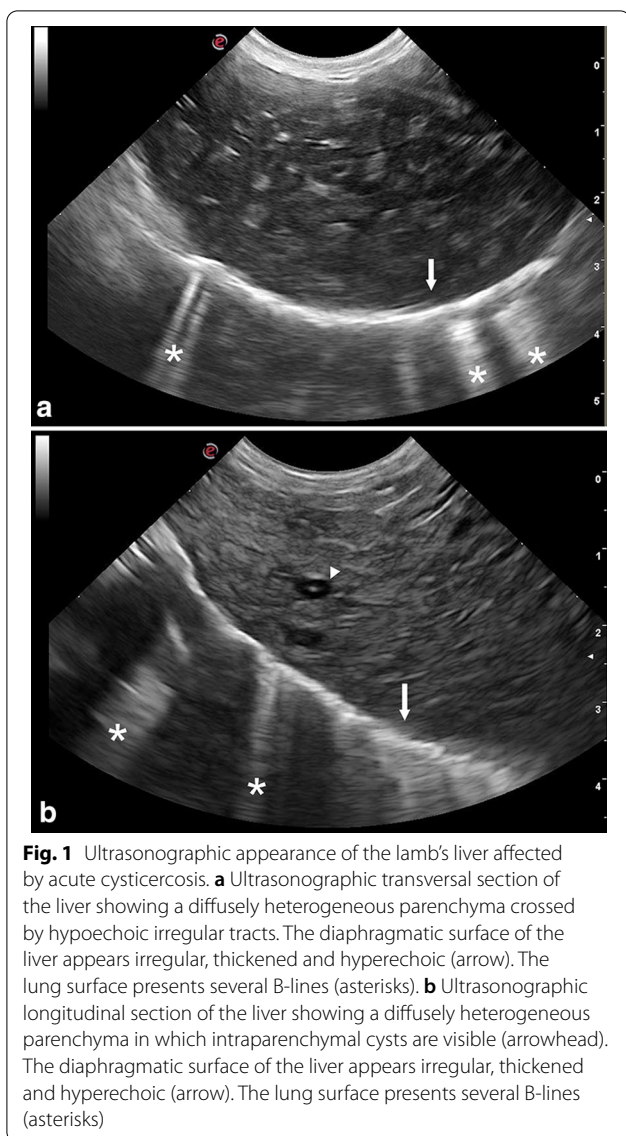 e
0
1
2
3
4
5
* * *
a
e
0
1
2
3
4
* *
b
Fig. 1 Ultrasonographic appearance of the lamb's liver affected
by acute cysticercosis. a Ultrasonographic transversal section of
the liver showing a diffusely heterogeneous parenchyma crossed
by hypoechoic irregular tracts. The diaphragmatic surface of the
liver appears irregular, thickened and hyperechoic (arrow). The
lung surface presents several B-lines (asterisks). b Ultrasonographic
longitudinal section of the liver showing a diffusely heterogeneous
parenchyma in which intraparenchymal cysts are visible (arrowhead).
The diaphragmatic surface of the liver appears irregular, thickened
and hyperechoic (arrow). The lung surface presents several B-lines
(asterisks)